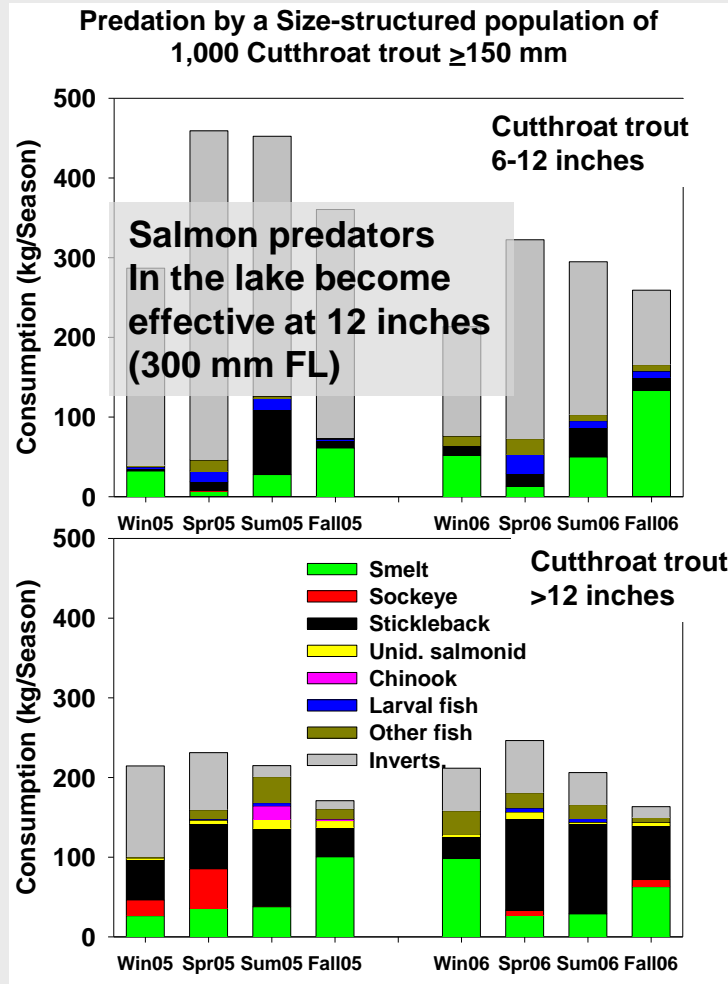 Predation by a Size-structured population of
1,000 Cutthroat trout ≥150 mm
500
400
300
200
100
0
Consumption (kg/Season)
Cutthroat trout
6-12 inches
Salmon predators
In the lake become
effective at 12 inches
(300 mm FL)
Win05 Spr05 Sum05 Fall05 Win06 Spr06 Sum06 Fall06
500
400
300
200
100
0
Consumption (kg/Season)
Cutthroat trout
>12 inches
Smelt
Sockeye
Stickleback
Unid. salmonid
Chinook
Larval fish
Other fish
Inverts.
Win05 Spr05 Sum05 Fall05 Win06 Spr06 Sum06 Fall06